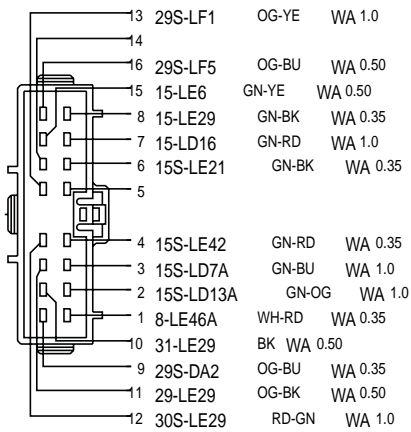 13 29S-LF1 OG-YE WA 1.0
14
16 29S-LF5 OG-BU WA 0.50
15 15-LE6 GN-YE WA 0.50
8 15-LE29 GN-BK WA 0.35
7 15-LD16 GN-RD WA 1.0
6 15S-LE21 GN-BK WA 0.35
5
4 15S-LE42 GN-RD WA 0.35
3 15S-LD7A GN-BU WA 1.0
2 15S-LD13A GN-OG WA 1.0
1 8-LE46A WH-RD WA 0.35
10 31-LE29 BK WA 0.50
9 29S-DA2 OG-BU WA 0.35
11 29-LE29 OG-BK WA 0.50
12 30S-LE29 RD-GN WA 1.0